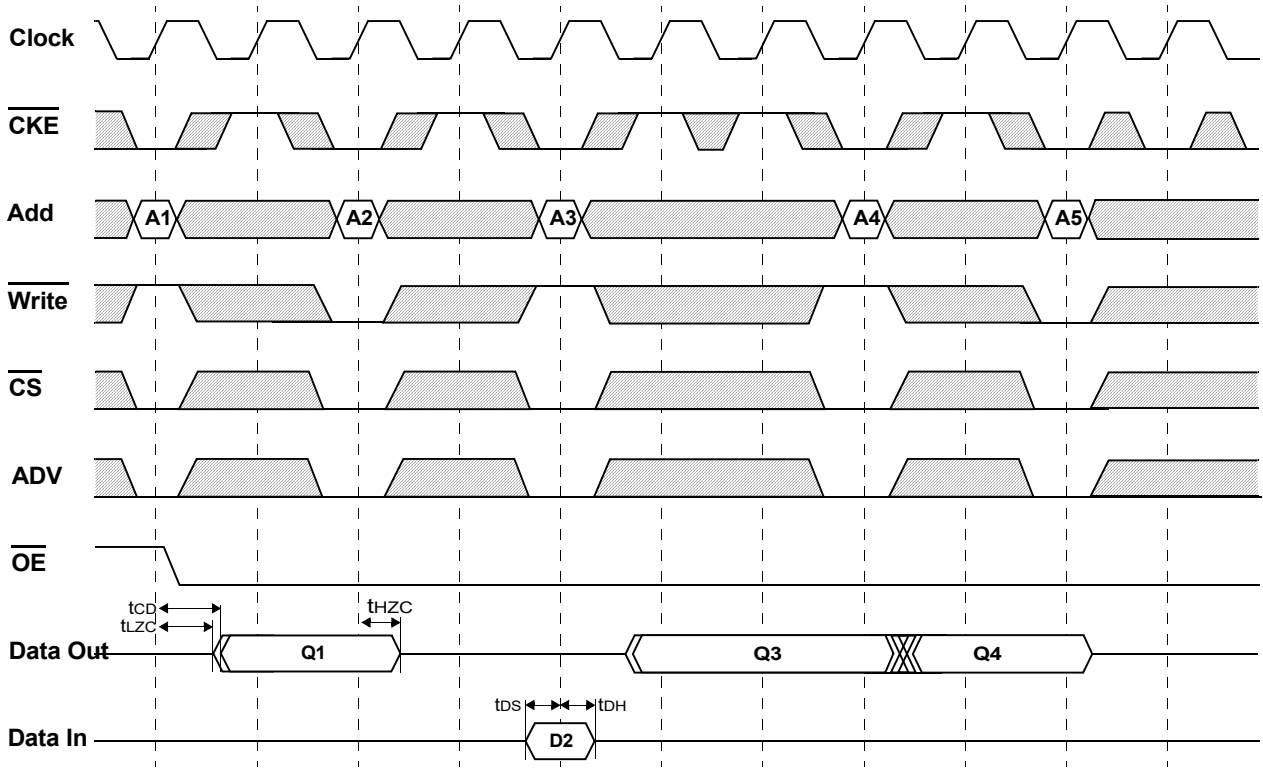 Clock
CKE
Add
A1 A2 A3 A4 A5
Write
CS
ADV
OE
tCD
tHZC
tLZC
Data Out
Q1 Q3 Q4
tDS tDH
Data In
D2